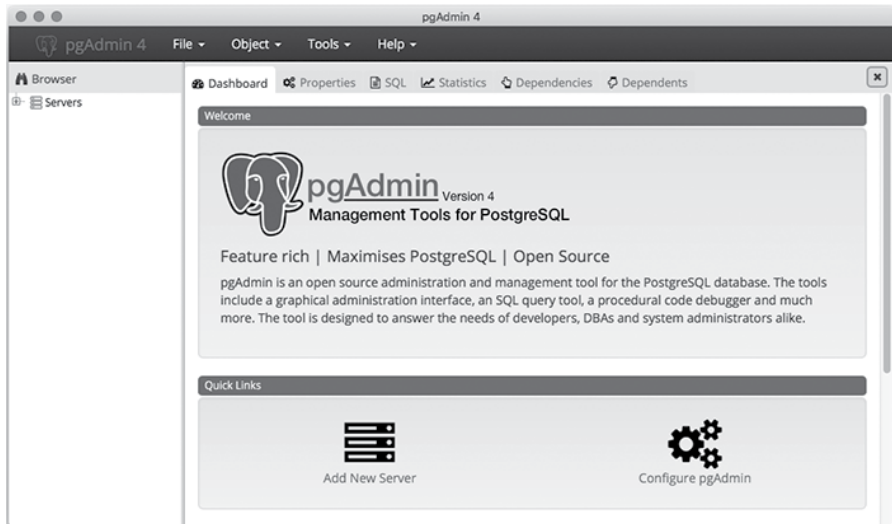 pgAdmin 4
pgAdmin 4 File Object Tools Help
Browser
Servers
Dashboard Properties SQL Statistics Dependencies Dependents
Welcome
pgAdmin Version 4
Management Tools for PostgreSQL
Feature rich | Maximises PostgreSQL | Open Source
pgAdmin is an open source administration and management tool for the PostgreSQL database. The tools
include a graphical administration interface, an SQL query tool, a procedural code debugger and much
more. The tool is designed to answer the needs of developers, DBAs and system administrators alike.
Quick Links
Add New Server
Configure pgAdmin